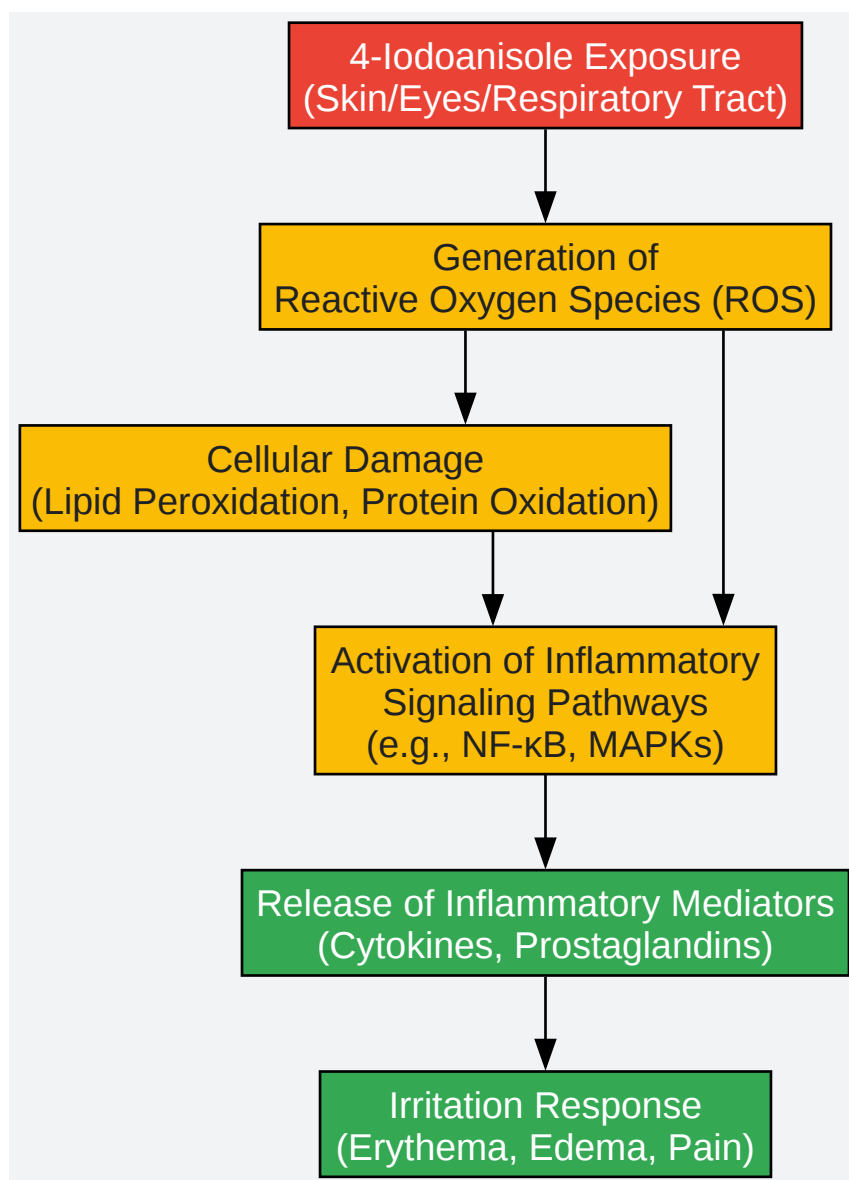 4-Iodoanisole Exposure
(Skin/Eyes/Respiratory Tract)
Generation of
Reactive Oxygen Species (ROS)
Cellular Damage
(Lipid Peroxidation, Protein Oxidation)
Activation of Inflammatory
Signaling Pathways
(e.g., NF-κB, MAPKs)
Release of Inflammatory Mediators
(Cytokines, Prostaglandins)
Irritation Response
(Erythema, Edema, Pain)